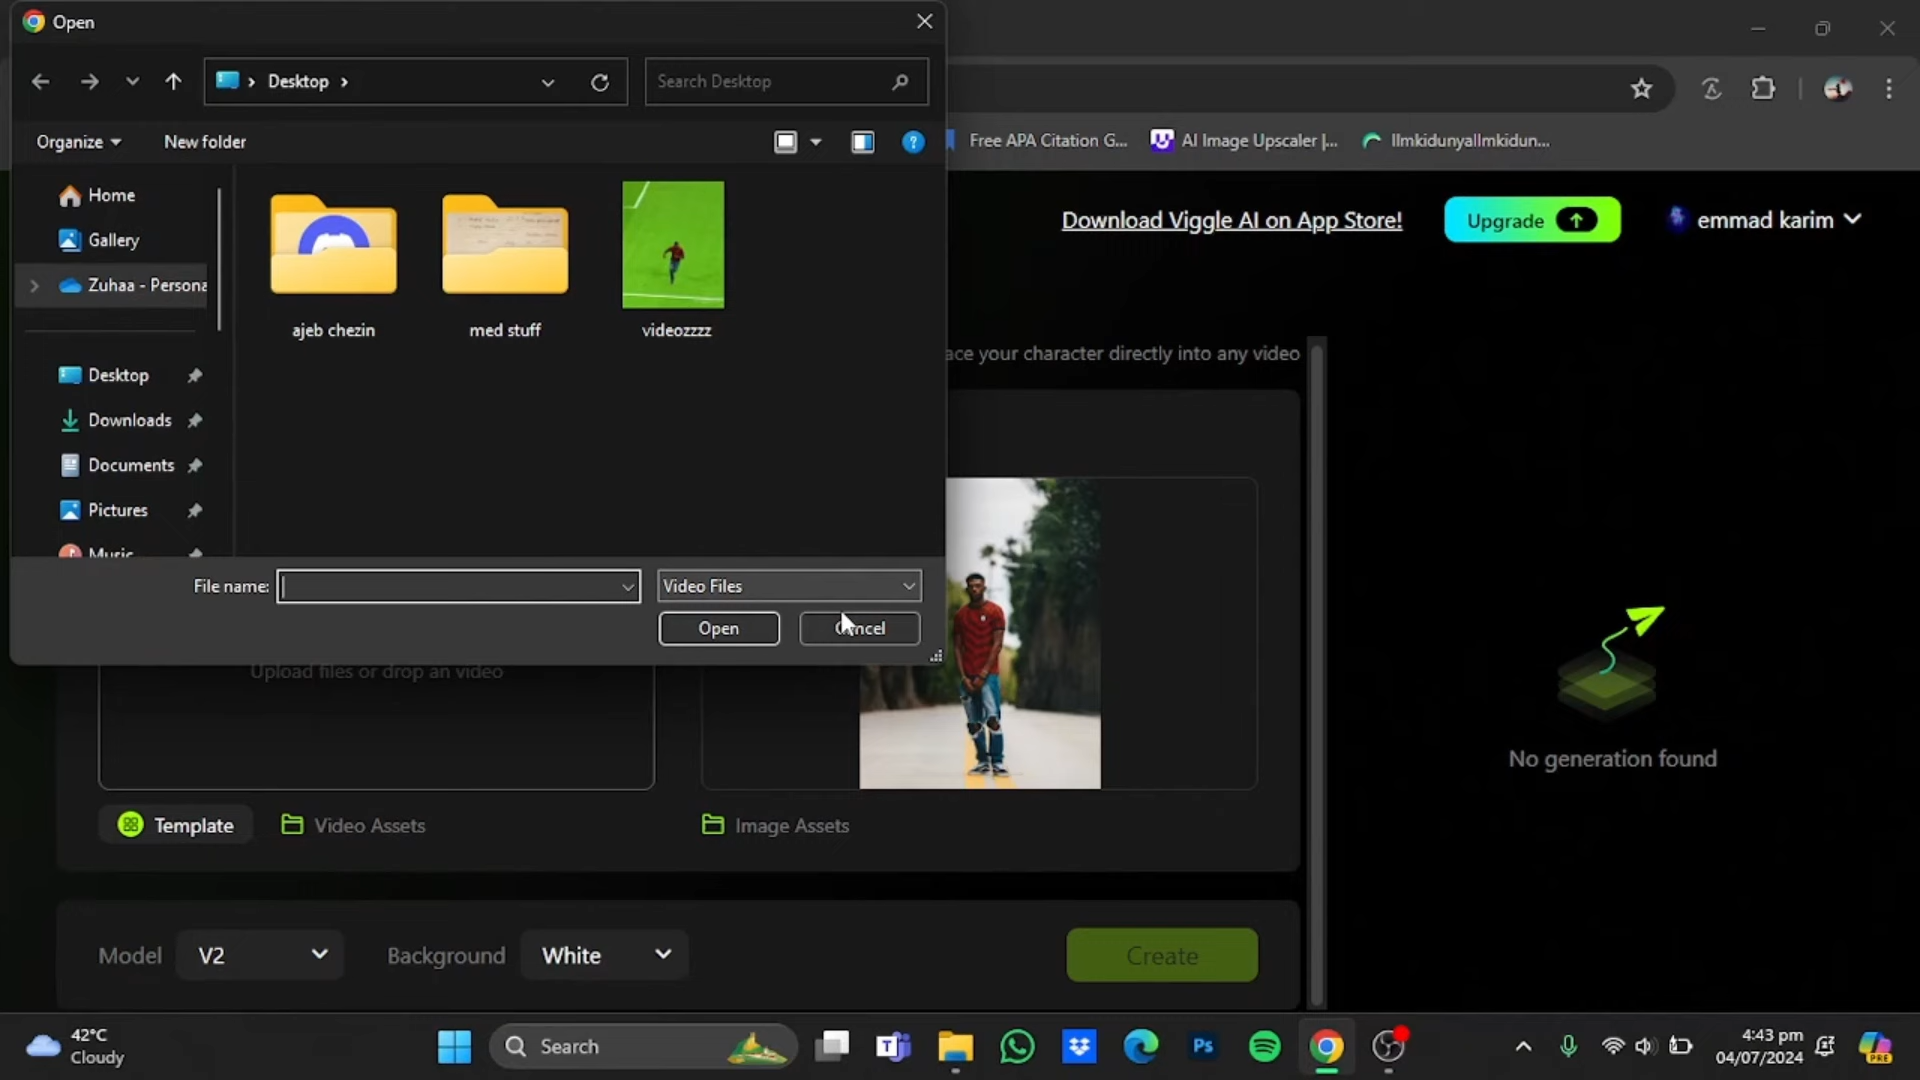 Open
Desktop
Search Desktop
Organize
New folder
Free APA Citation G...
AI Image Upscaler |...
Ilmkidunyallmkidun...
Home
Gallery
Zuhaa - Persona
ajeb chezin
med stuff
videozzzz
Download Viggle AI on App Store!
Upgrade
emmad karim
Desktop
Downloads
Documents
Pictures
Music
ace your character directly into any video
File name:
Video Files
Open
Cancel
Upload files or drop an video
No generation found
Template
Video Assets
Image Assets
Model
V2
Background
White
Create
42°C
Cloudy
Search
Ps
4:43 pm
04/07/2024
PRE